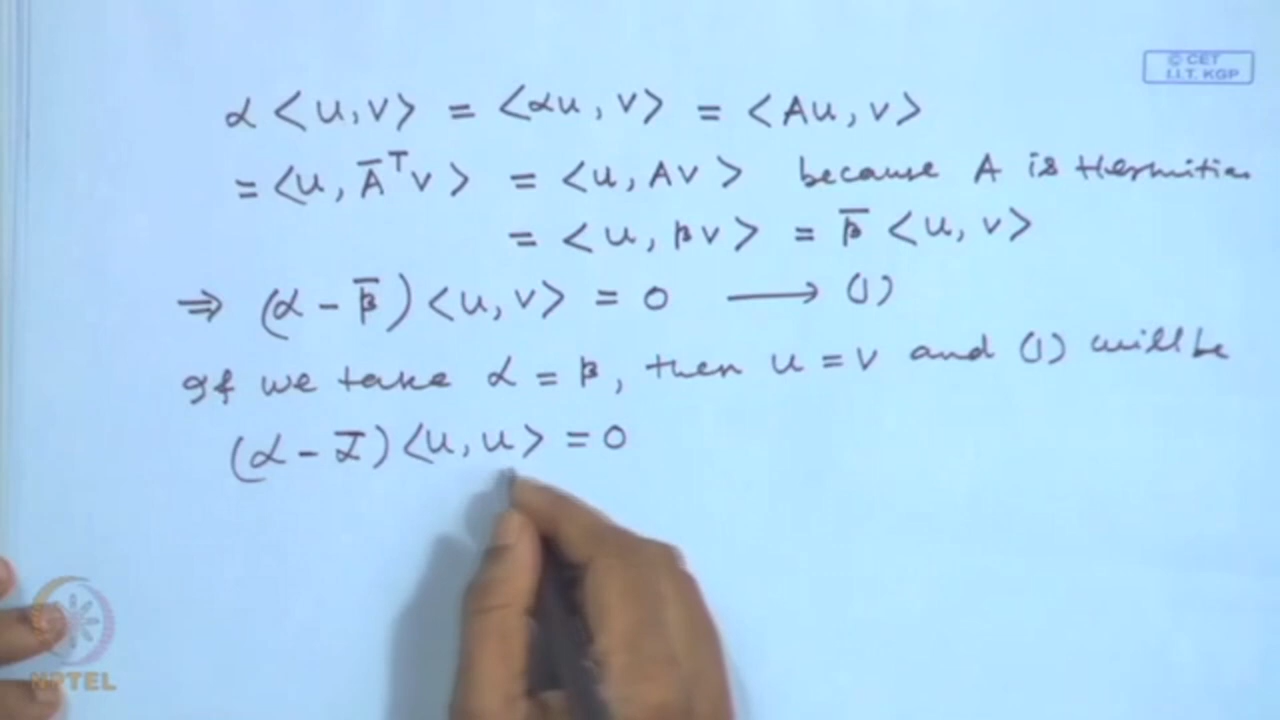 © CET
I.I.T. KGP
α <u, v> = <αu, v> = <Au, v>
= <u, A̅ᵀv> = <u, Av> because A is Hermitian
= <u, βv> = β̅ <u, v>
⇒ (α - β̅) <u, v> = 0 ⟶ (1)
If we take α = β, then u = v and (1) will be
(α - α̅) <u, u> = 0
NPTEL